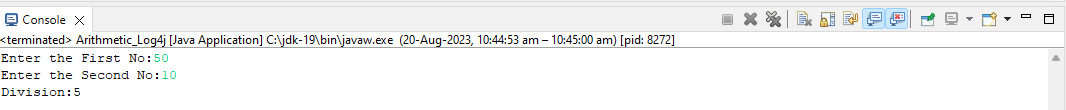 Console
<terminated> Arithmetic_Log4j [Java Application] C:\jdk-19\bin\javaw.exe (20-Aug-2023, 10:44:53 am – 10:45:00 am) [pid: 8272]
Enter the First No:50
Enter the Second No:10
Division:5